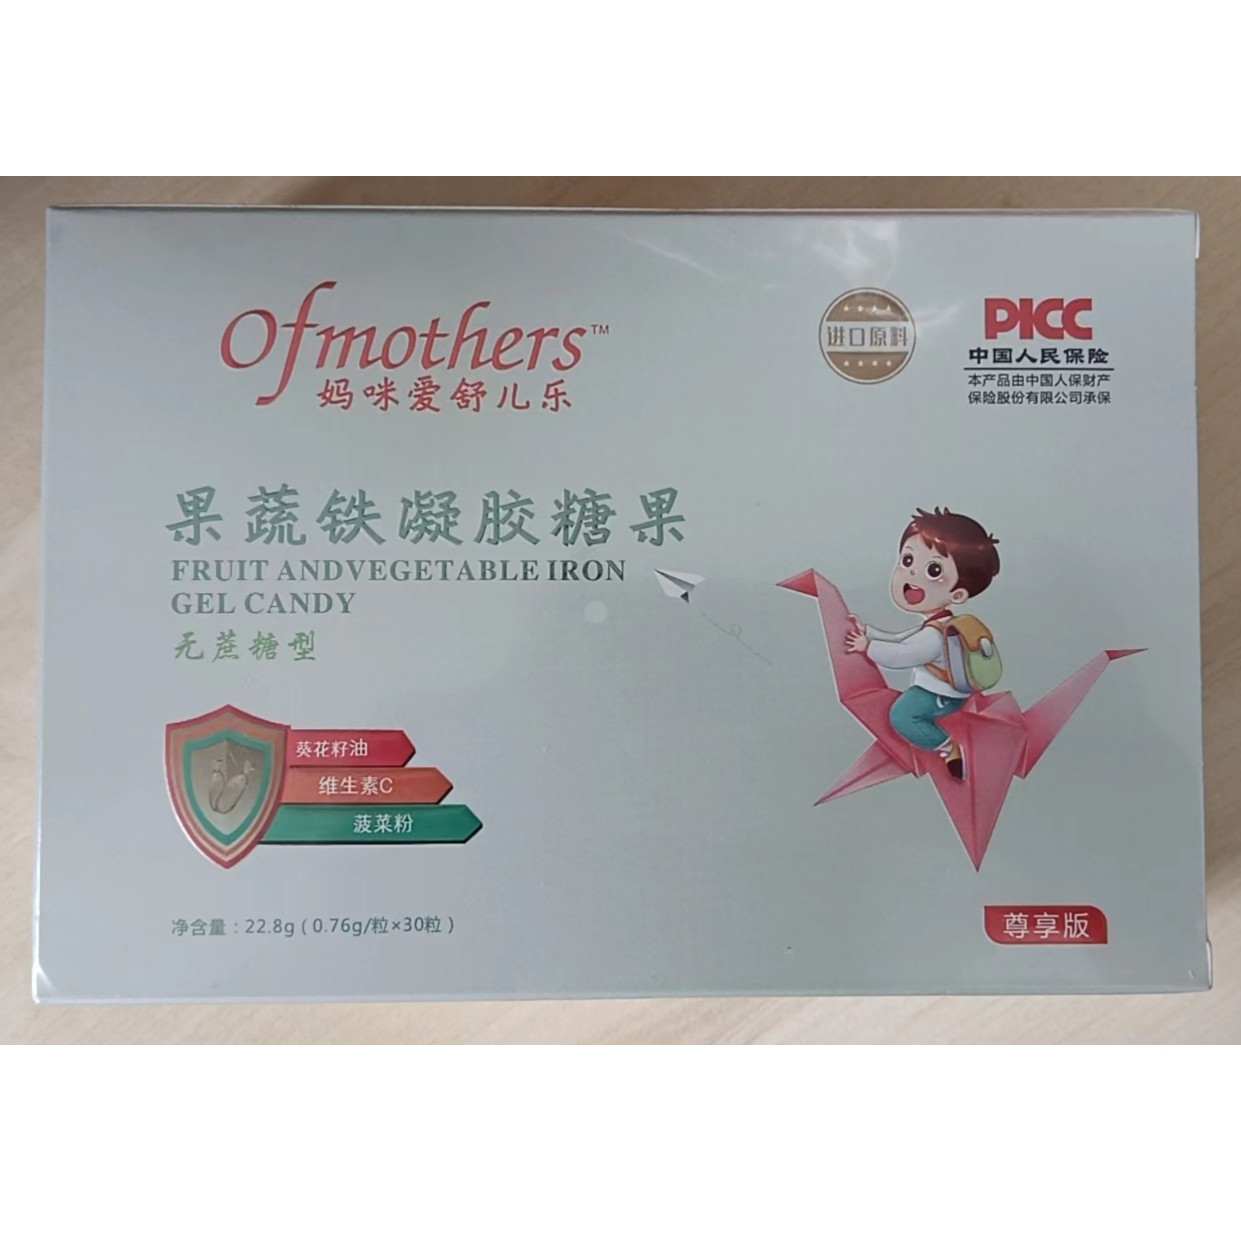 Ofmothers™
妈咪爱舒儿乐
进口原料
PICC
中国人民保险
本产品由中国人保财产
保险股份有限公司承保
果蔬铁凝胶糖果
FRUIT ANDVEGETABLE IRON
GEL CANDY
无蔗糖型
葵花籽油
维生素C
菠菜粉
净含量：22.8g（0.76g/粒×30粒）
尊享版